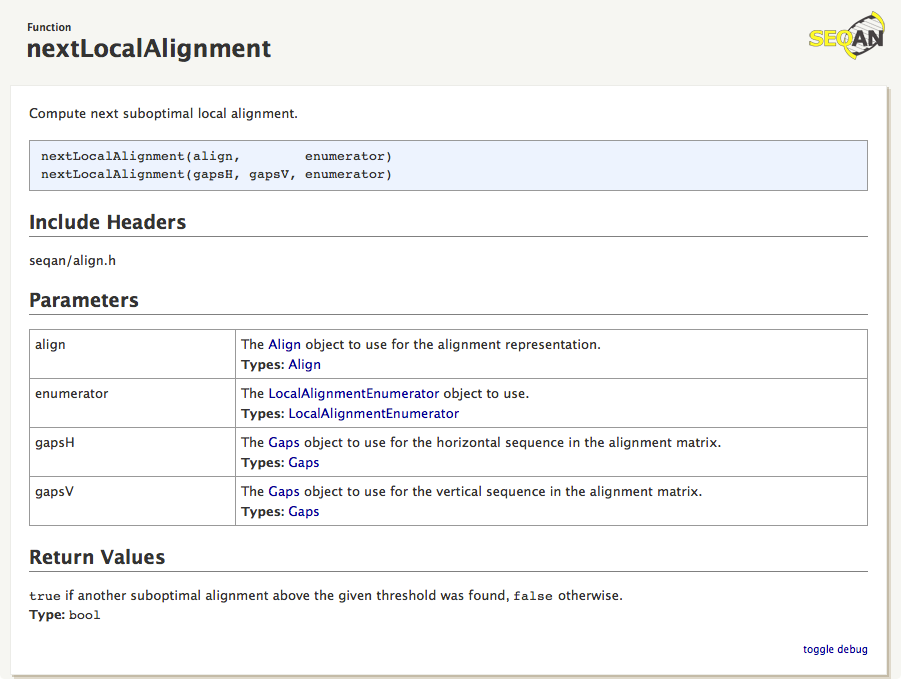 Function
nextLocalAlignment
SEQAN
Compute next suboptimal local alignment.
nextLocalAlignment(align,        enumerator)
nextLocalAlignment(gapsH, gapsV, enumerator)
Include Headers
seqan/align.h
Parameters
align
The Align object to use for the alignment representation.
Types: Align
enumerator
The LocalAlignmentEnumerator object to use.
Types: LocalAlignmentEnumerator
gapsH
The Gaps object to use for the horizontal sequence in the alignment matrix.
Types: Gaps
gapsV
The Gaps object to use for the vertical sequence in the alignment matrix.
Types: Gaps
Return Values
true if another suboptimal alignment above the given threshold was found, false otherwise.
Type: bool
toggle debug